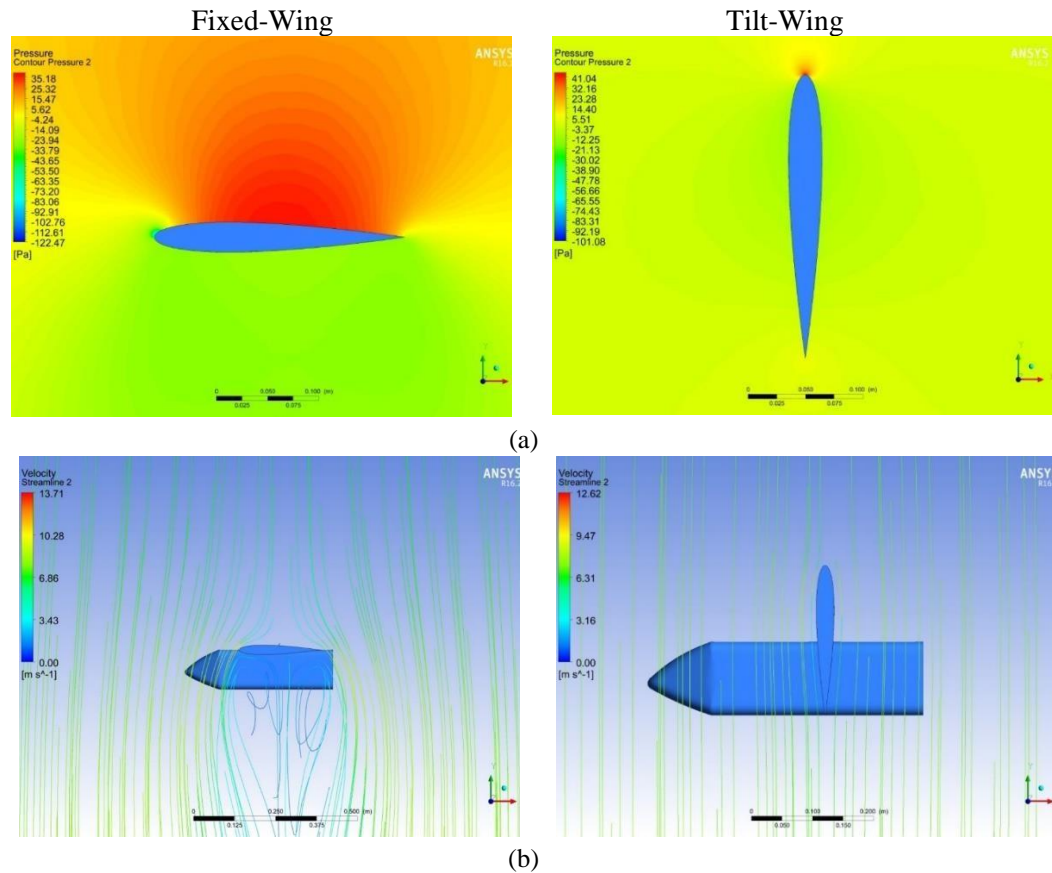 Fixed-Wing
Tilt-Wing
Pressure
Contour Pressure 2
35.18
25.32
15.47
5.62
-4.24
-14.09
-23.94
-33.79
-43.65
-53.50
-63.35
-73.20
-83.06
-92.91
-102.76
-112.61
-122.47
[Pa]
ANSYS
0 0.050 0.100 (m)
0.025 0.075
Pressure
Contour Pressure 2
41.04
32.16
23.28
14.40
5.51
-3.37
-12.25
-21.13
-30.02
-38.90
-47.78
-56.66
-65.55
-74.43
-83.31
-92.19
-101.08
[Pa]
ANSYS
0 0.050 0.100 (m)
0.025 0.075
(a)
Velocity
Streamline 2
13.71
10.28
6.86
3.43
0.00
[m s^-1]
ANSYS
0 0.250 0.500 (m)
0.125 0.375
Velocity
Streamline 2
12.62
9.47
6.31
3.16
0.00
[m s^-1]
ANSYS
0 0.100 0.200 (m)
0.050 0.150
(b)